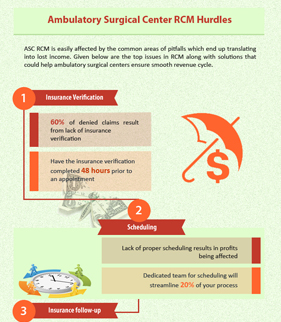 Ambulatory Surgical Center RCM Hurdles
ASC RCM is easily affected by the common areas of pitfalls which end up translating
into lost income. Given below are the top issues in RCM along with solutions that
could help ambulatory surgical centers ensure smooth revenue cycle.
1
Insurance Verification
60% of denied claims result
from lack of insurance
verification
Have the insurance verification
completed 48 hours prior to
an appointment
$
2
Scheduling
Lack of proper scheduling results in profits
being affected
Dedicated team for scheduling will
streamline 20% of your process
3
Insurance follow-up